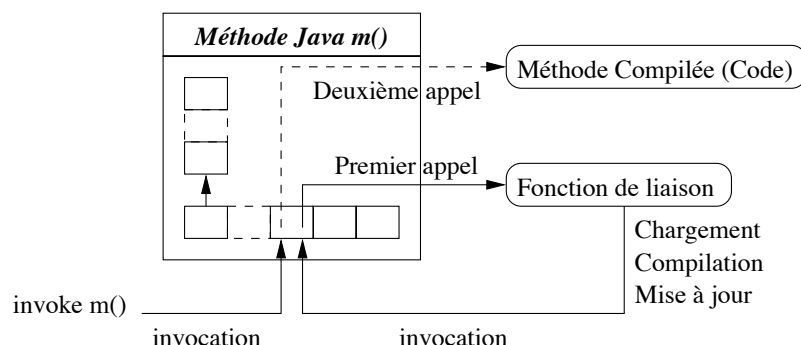 Méthode Java m()
Méthode Compilée (Code)
Deuxième appel
Premier appel
Fonction de liaison
Chargement
Compilation
Mise à jour
invoke m()
invocation
invocation